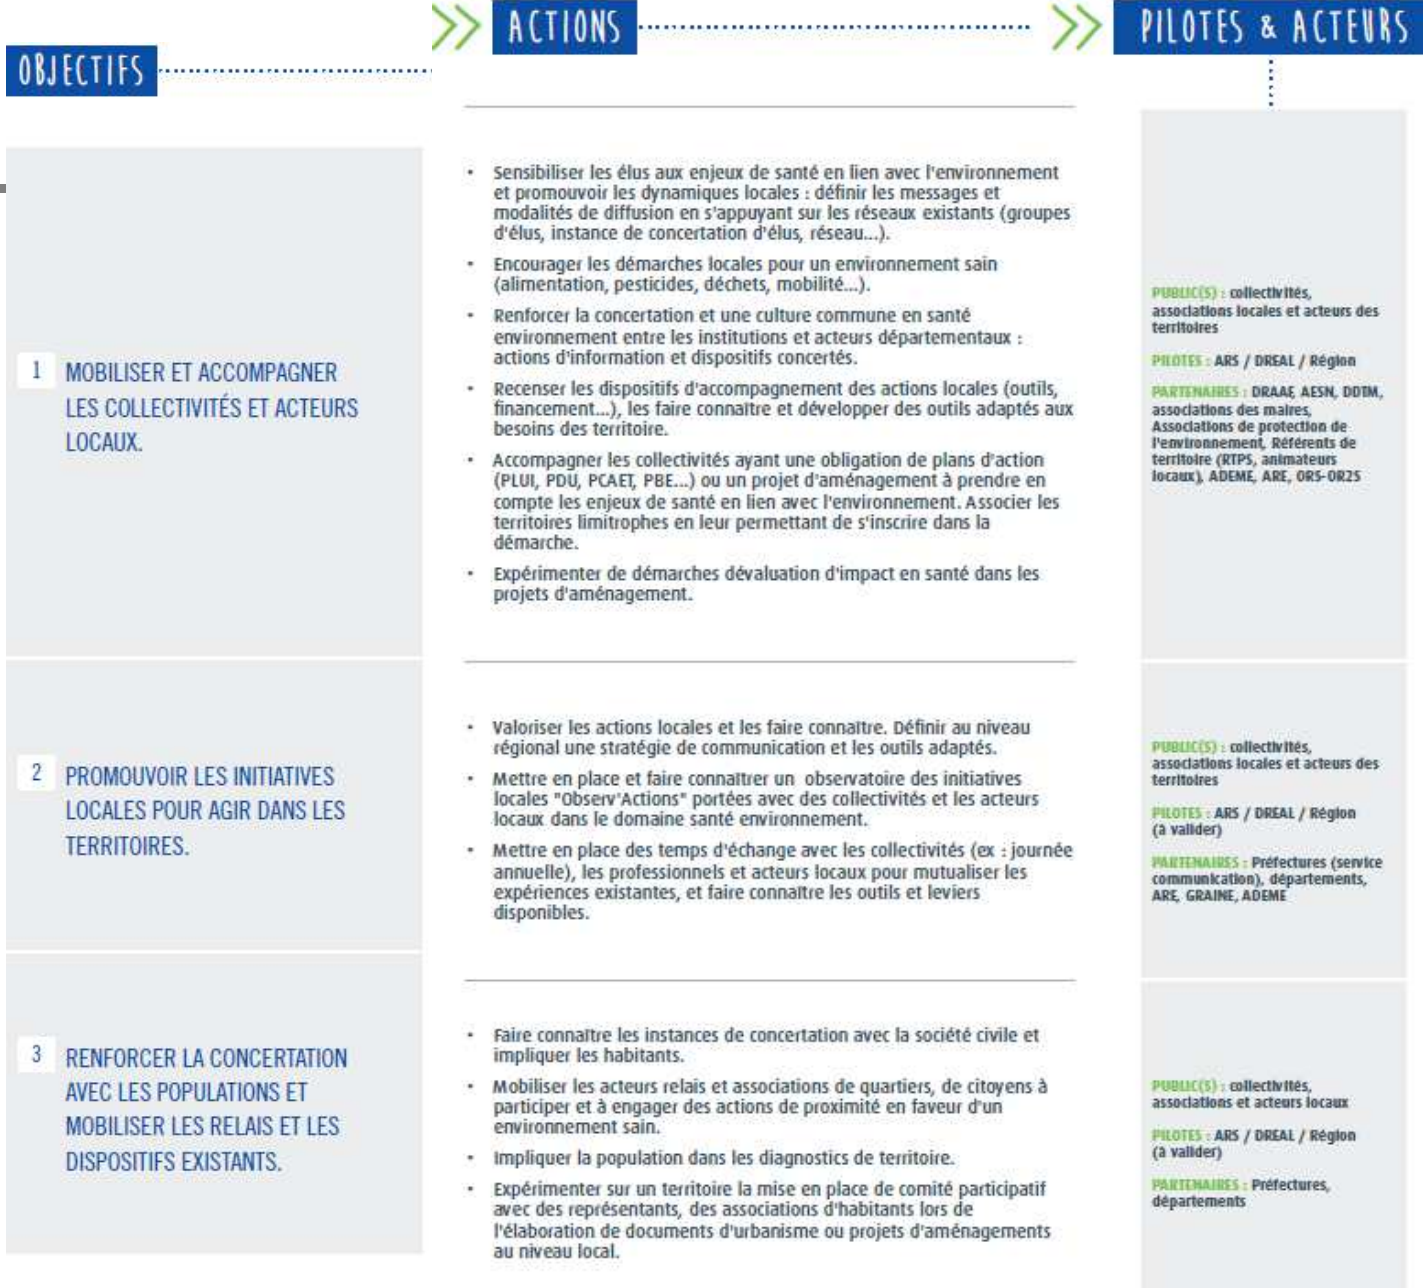 OBJECTIFS
ACTIONS
PILOTES & ACTEURS
1
MOBILISER ET ACCOMPAGNER
LES COLLECTIVITÉS ET ACTEURS
LOCAUX.
• Sensibiliser les élus aux enjeux de santé en lien avec l'environnement
et promouvoir les dynamiques locales : définir les messages et
modalités de diffusion en s'appuyant sur les réseaux existants (groupes
d'élus, instance de concertation d'élus, réseau...).
• Encourager les démarches locales pour un environnement sain
(alimentation, pesticides, déchets, mobilité...).
• Renforcer la concertation et une culture commune en santé
environnement entre les institutions et acteurs départementaux :
actions d'information et dispositifs concertés.
• Recenser les dispositifs d'accompagnement des actions locales (outils,
financement...), les faire connaître et développer des outils adaptés aux
besoins des territoire.
• Accompagner les collectivités ayant une obligation de plans d'action
(PLUI, PDU, PCAET, PBE...) ou un projet d'aménagement à prendre en
compte les enjeux de santé en lien avec l'environnement. Associer les
territoires limitrophes en leur permettant de s'inscrire dans la
démarche.
• Expérimenter de démarches dévaluation d'impact en santé dans les
projets d'aménagement.
PUBLIC(S) : collectivités,
associations locales et acteurs des
territoires
PILOTES : ARS / DREAL / Région
PARTENAIRES : DRAAF, AESN, DDTM,
associations des maires,
Associations de protection de
l'environnement, Référents de
territoire (RTPS, animateurs
locaux), ADEME, ARE, ORS-OR2S
2
PROMOUVOIR LES INITIATIVES
LOCALES POUR AGIR DANS LES
TERRITOIRES.
• Valoriser les actions locales et les faire connaître. Définir au niveau
régional une stratégie de communication et les outils adaptés.
• Mettre en place et faire connaîtrer un observatoire des initiatives
locales "Observ'Actions" portées avec des collectivités et les acteurs
locaux dans le domaine santé environnement.
• Mettre en place des temps d'échange avec les collectivités (ex : journée
annuelle), les professionnels et acteurs locaux pour mutualiser les
expériences existantes, et faire connaître les outils et leviers
disponibles.
PUBLIC(S) : collectivités,
associations locales et acteurs des
territoires
PILOTES : ARS / DREAL / Région
(à valider)
PARTENAIRES : Préfectures (service
communication), départements,
ARE, GRAINE, ADEME
3
RENFORCER LA CONCERTATION
AVEC LES POPULATIONS ET
MOBILISER LES RELAIS ET LES
DISPOSITIFS EXISTANTS.
• Faire connaître les instances de concertation avec la société civile et
impliquer les habitants.
• Mobiliser les acteurs relais et associations de quartiers, de citoyens à
participer et à engager des actions de proximité en faveur d'un
environnement sain.
• Impliquer la population dans les diagnostics de territoire.
• Expérimenter sur un territoire la mise en place de comité participatif
avec des représentants, des associations d'habitants lors de
l'élaboration de documents d'urbanisme ou projets d'aménagements
au niveau local.
PUBLIC(S) : collectivités,
associations et acteurs locaux
PILOTES : ARS / DREAL / Région
(à valider)
PARTENAIRES : Préfectures,
départements